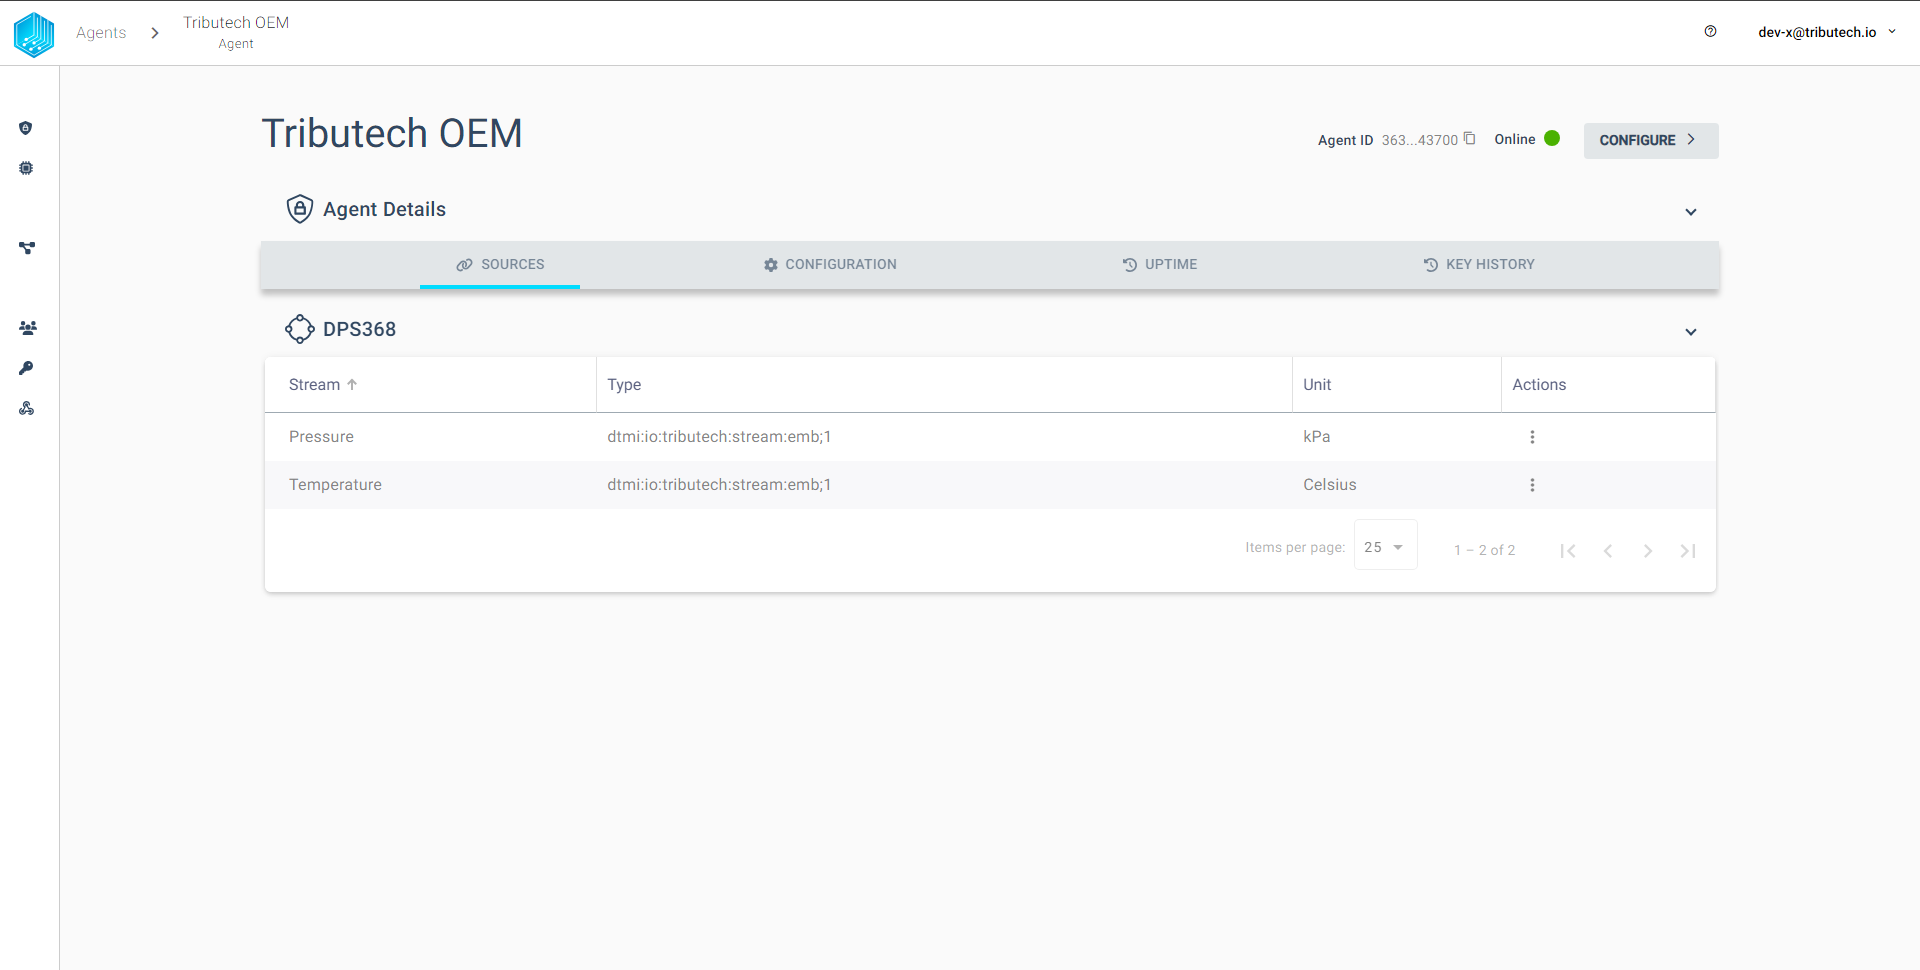 Agents
Tributech OEM
Agent
dev-x@tributech.io
Tributech OEM
Agent ID 363...43700 Online
CONFIGURE
Agent Details
SOURCES CONFIGURATION UPTIME KEY HISTORY
DPS368
Stream Type Unit Actions
Pressure dtmi:io:tributech:stream:emb;1 kPa
Temperature dtmi:io:tributech:stream:emb;1 Celsius
Items per page: 25 1 – 2 of 2